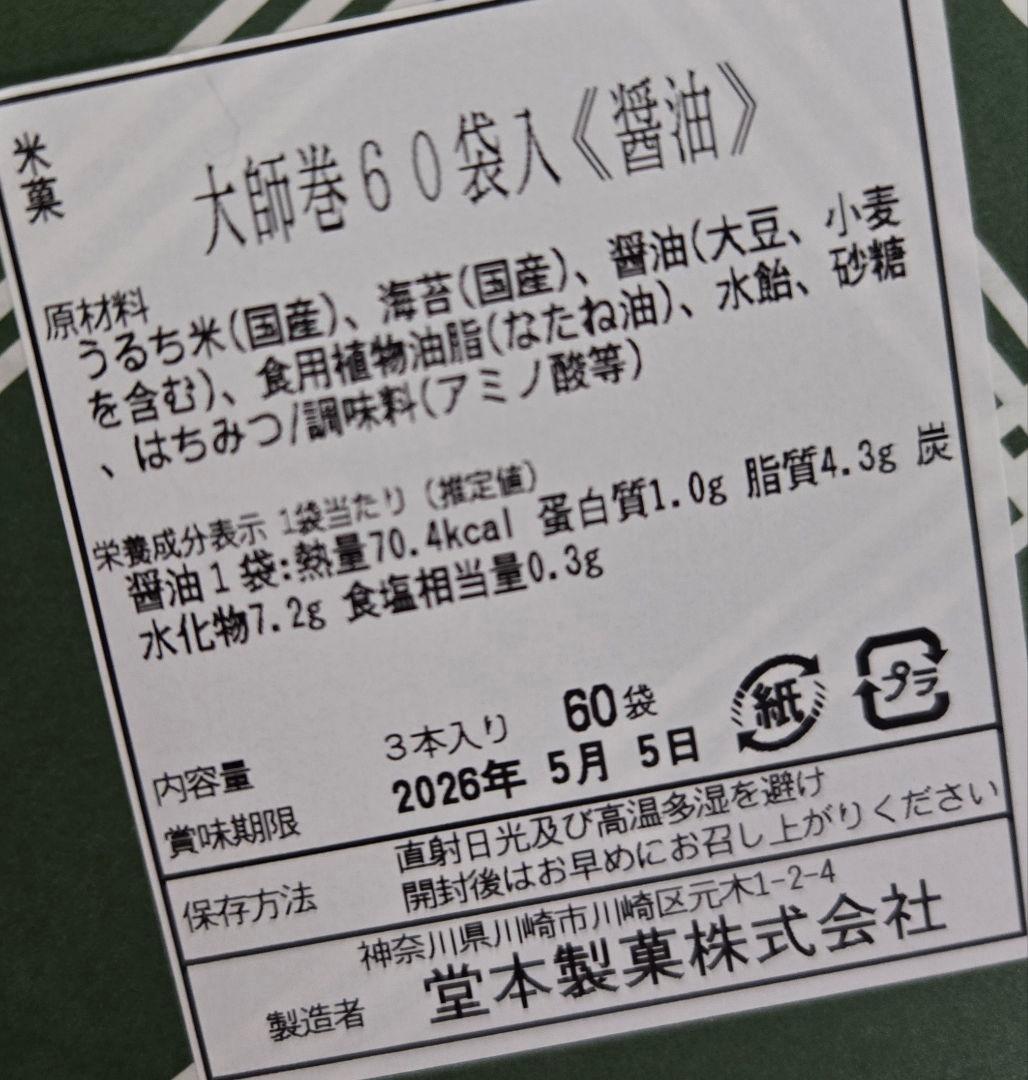 米菓
大師巻60袋入《醤油》
原材料
うるち米(国産)、海苔(国産)、醤油(大豆、小麦
を含む)、食用植物油脂(なたね油)、水飴、砂糖
、はちみつ/調味料(アミノ酸等)
栄養成分表示 1袋当たり (推定値)
醤油1袋:熱量70.4kcal 蛋白質1.0g 脂質4.3g 炭
水化物7.2g 食塩相当量0.3g
内容量 3本入り 60袋
紙
プラ
賞味期限 2026年 5月 5日
保存方法 直射日光及び高温多湿を避け
開封後はお早めにお召し上がりください
神奈川県川崎市川崎区元木1-2-4
製造者 堂本製菓株式会社